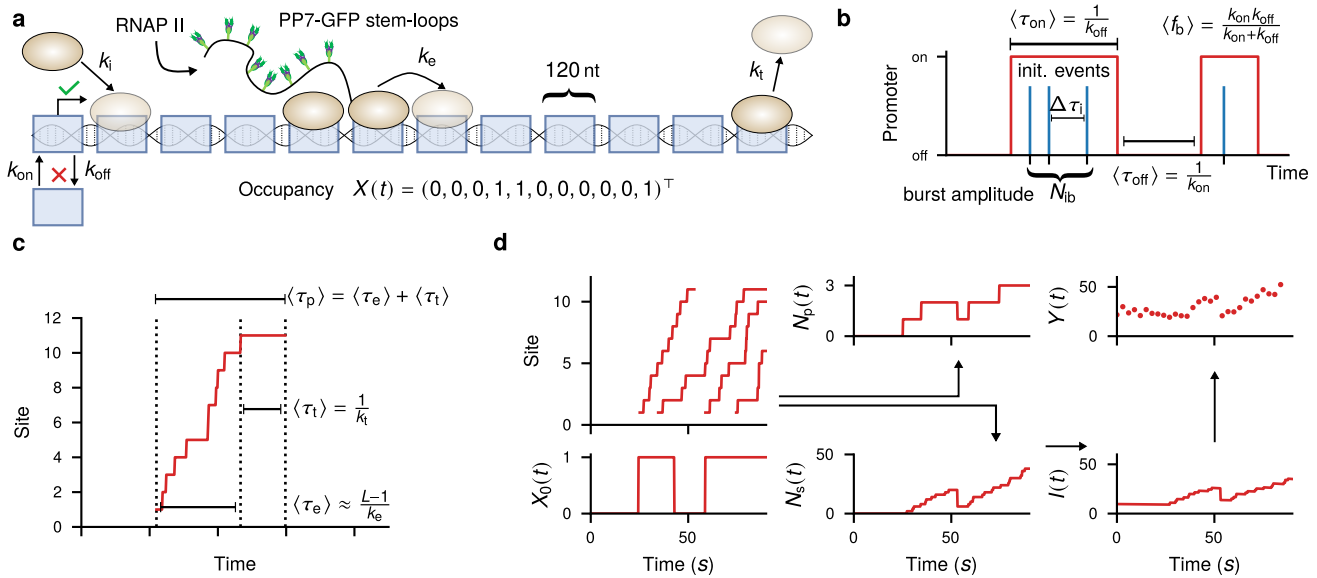 a
RNAP II
PP7-GFP stem-loops
k_i
k_e
120 nt
k_t
k_on
k_off
Occupancy X(t) = (0, 0, 0, 1, 1, 0, 0, 0, 0, 0, 1)^⊤
b
⟨τ_on⟩ = 1/k_off
⟨f_b⟩ = k_on k_off / k_on+k_off
on
init. events
Δτ_i
Promoter
off
⟨τ_off⟩ = 1/k_on
Time
burst amplitude N_ib
c
⟨τ_p⟩ = ⟨τ_e⟩ + ⟨τ_t⟩
12
10
8
6
4
2
0
Site
⟨τ_t⟩ = 1/k_t
⟨τ_e⟩ ≈ L−1/k_e
Time
d
10
5
0
Site
1
0
X_0(t)
0
50
Time (s)
3
0
N_p(t)
50
0
N_s(t)
0
50
Time (s)
50
0
Y(t)
50
0
I(t)
50
Time (s)